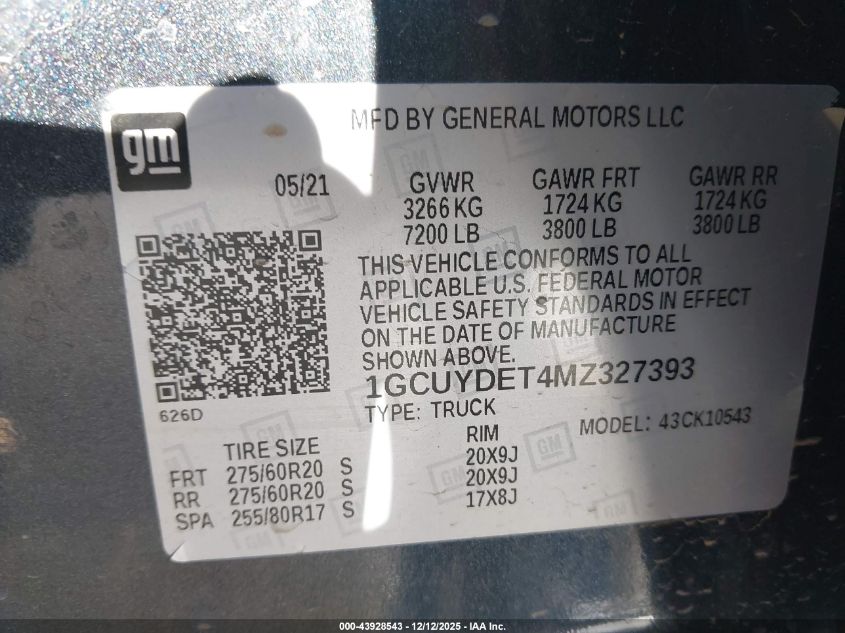 gm
MFD BY GENERAL MOTORS LLC
05/21
GVWR GAWR FRT GAWR RR
3266 KG 1724 KG 1724 KG
7200 LB 3800 LB 3800 LB
THIS VEHICLE CONFORMS TO ALL
APPLICABLE U.S. FEDERAL MOTOR
VEHICLE SAFETY STANDARDS IN EFFECT
ON THE DATE OF MANUFACTURE
SHOWN ABOVE.
1GCUYDET4MZ327393
626D
TYPE: TRUCK
MODEL: 43CK10543
TIRE SIZE RIM
FRT 275/60R20 S 20X9J
RR 275/60R20 S 20X9J
SPA 255/80R17 S 17X8J
000-43928543 - 12/12/2025 - IAA Inc.